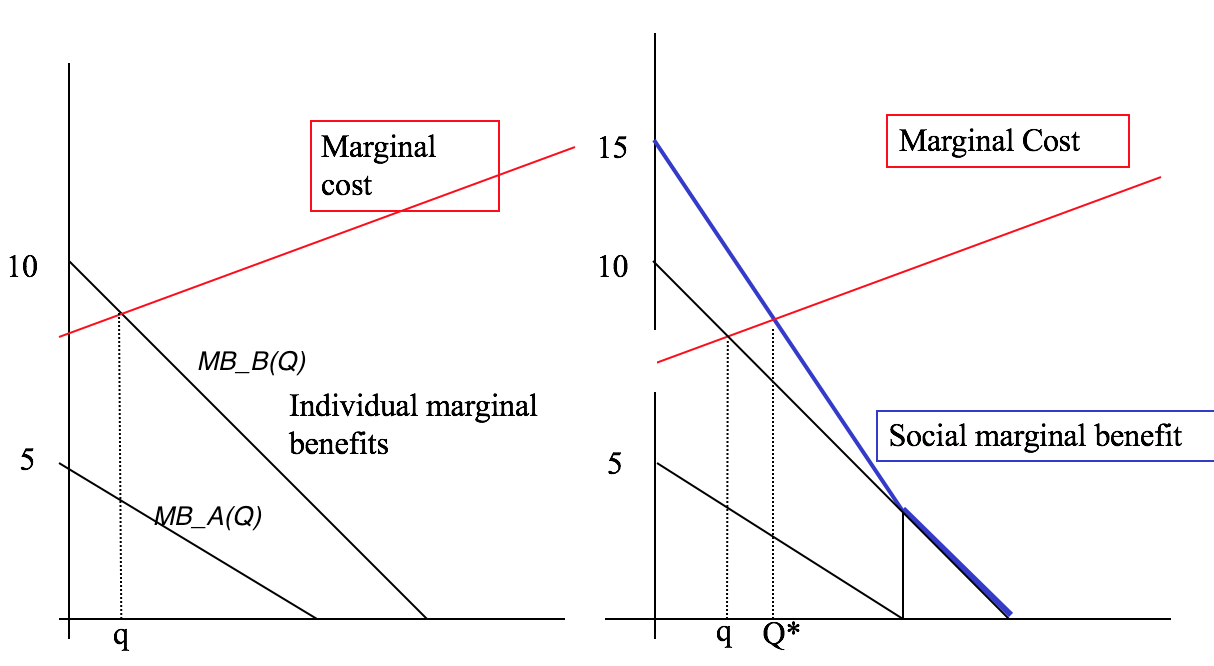 Marginal
cost
10
MB_B(Q)
Individual marginal
benefits
5
MB_A(Q)
q
15
Marginal Cost
10
Social marginal benefit
5
q
Q*